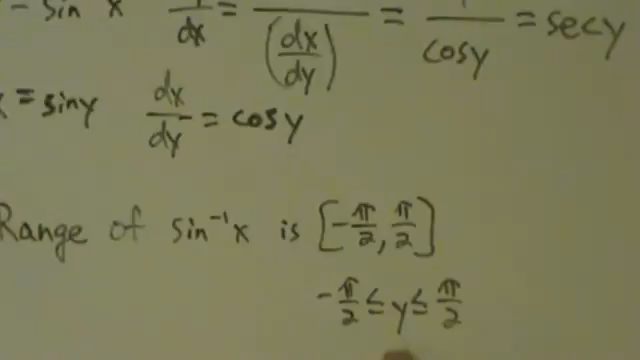 - sin x dy/dx = 1/(dx/dy) = 1/cosy = secy
x = siny dx/dy = cosy
Range of sin⁻¹x is [-π/2, π/2]
-π/2 ≤ y ≤ π/2